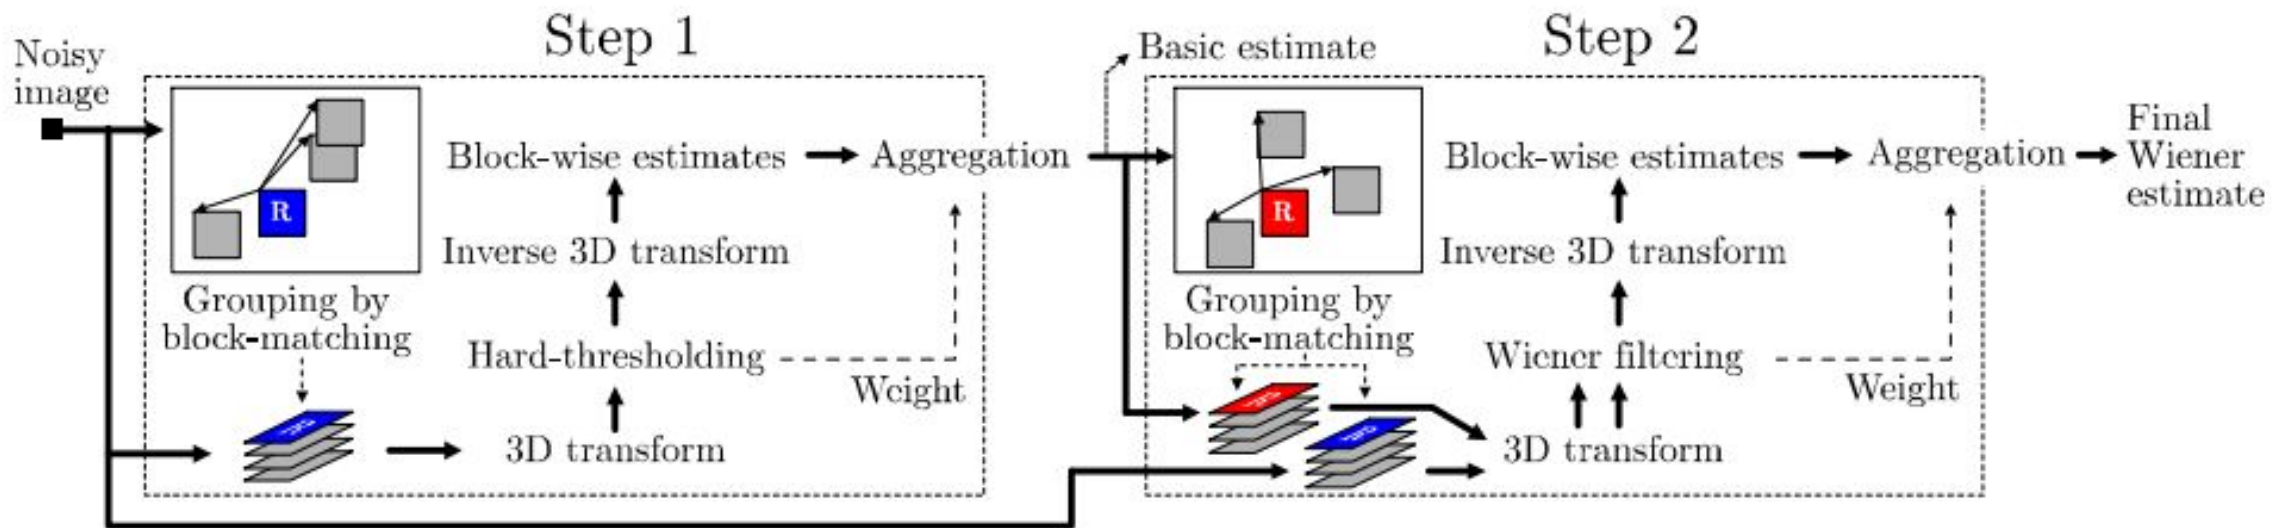 Step 1
Noisy
image
R
Block-wise estimates
Aggregation
Inverse 3D transform
Grouping by
block-matching
Hard-thresholding
Weight
3D transform
Basic estimate
Step 2
R
Block-wise estimates
Aggregation
Final
Wiener
estimate
Inverse 3D transform
Grouping by
block-matching
Wiener filtering
Weight
3D transform